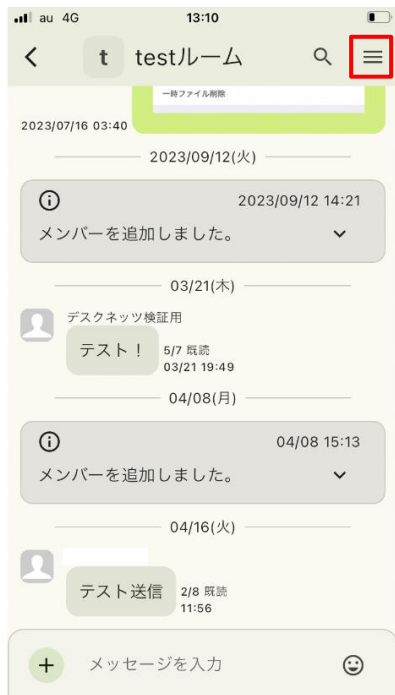 au 4G 13:10
t testルーム
一時ファイル削除
2023/07/16 03:40
2023/09/12(火)
2023/09/12 14:21
メンバーを追加しました。
03/21(木)
デスクネッツ検証用
テスト！ 5/7 既読
03/21 19:49
04/08(月)
04/08 15:13
メンバーを追加しました。
04/16(火)
テスト送信 2/8 既読
11:56
メッセージを入力